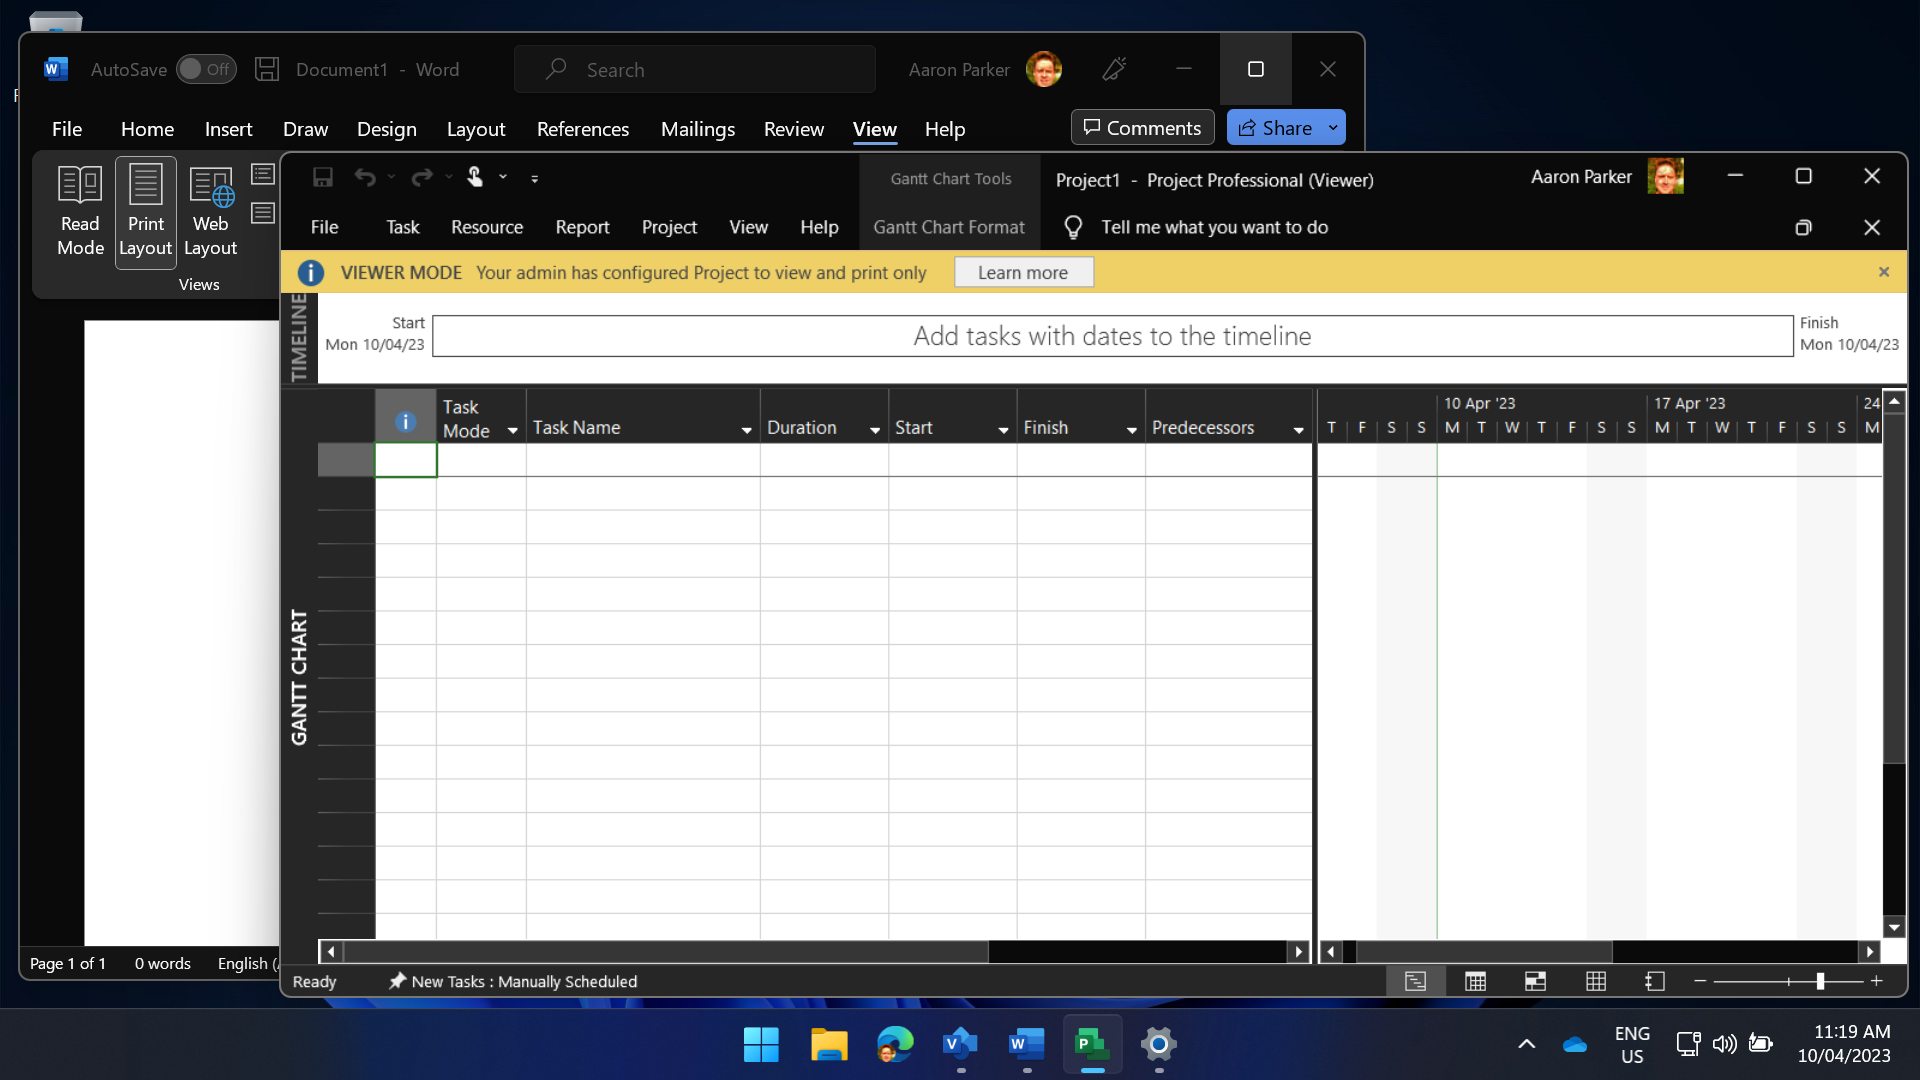 AutoSave Off Document1 - Word Search Aaron Parker
File Home Insert Draw Design Layout References Mailings Review View Help Comments Share
Read Mode
Print Layout
Web Layout
Views
Gantt Chart Tools Project1 - Project Professional (Viewer) Aaron Parker
File Task Resource Report Project View Help Gantt Chart Format Tell me what you want to do
VIEWER MODE Your admin has configured Project to view and print only Learn more
TIMELINE
Start
Mon 10/04/23
Add tasks with dates to the timeline
Finish
Mon 10/04/23
GANTT CHART
Task Mode Task Name Duration Start Finish Predecessors
10 Apr '23 17 Apr '23 24
T F S S M T W T F S S M T W T F S S M
Ready New Tasks : Manually Scheduled
Page 1 of 1 0 words English
ENG
US
11:19 AM
10/04/2023